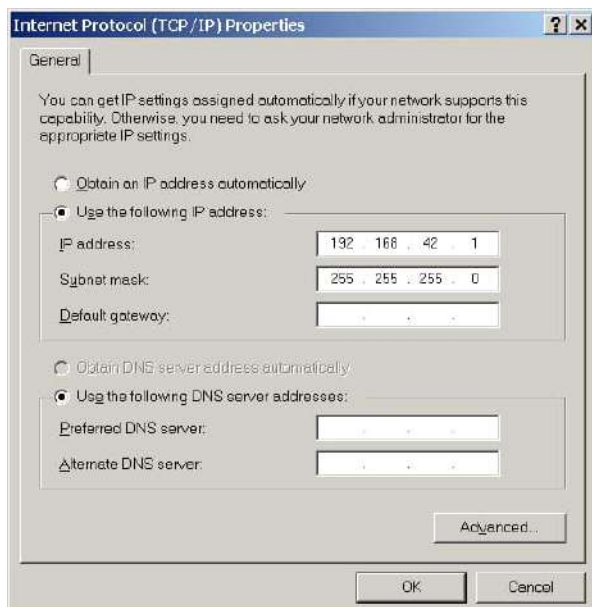 Internet Protocol (TCP/IP) Properties
General
You can get IP settings assigned automatically if your network supports this
capability. Otherwise, you need to ask your network administrator for the
appropriate IP settings.
Obtain an IP address automatically
Use the following IP address:
IP address: 192 . 168 . 42 . 1
Subnet mask: 255 . 255 . 255 . 0
Default gateway: . . .
Obtain DNS server address automatically
Use the following DNS server addresses:
Preferred DNS server: . . .
Alternate DNS server: . . .
Advanced...
OK Cancel